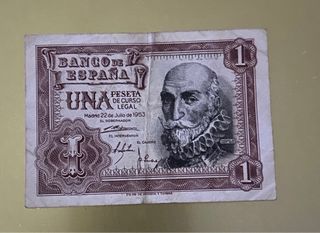 1
BANCO DE
ESPAÑA
UNA PESETA
DE CURSO
LEGAL
Madrid 22 de Julio de 1953
EL GOBERNADOR
EL INTERVENTOR
EL CAJERO
1
1